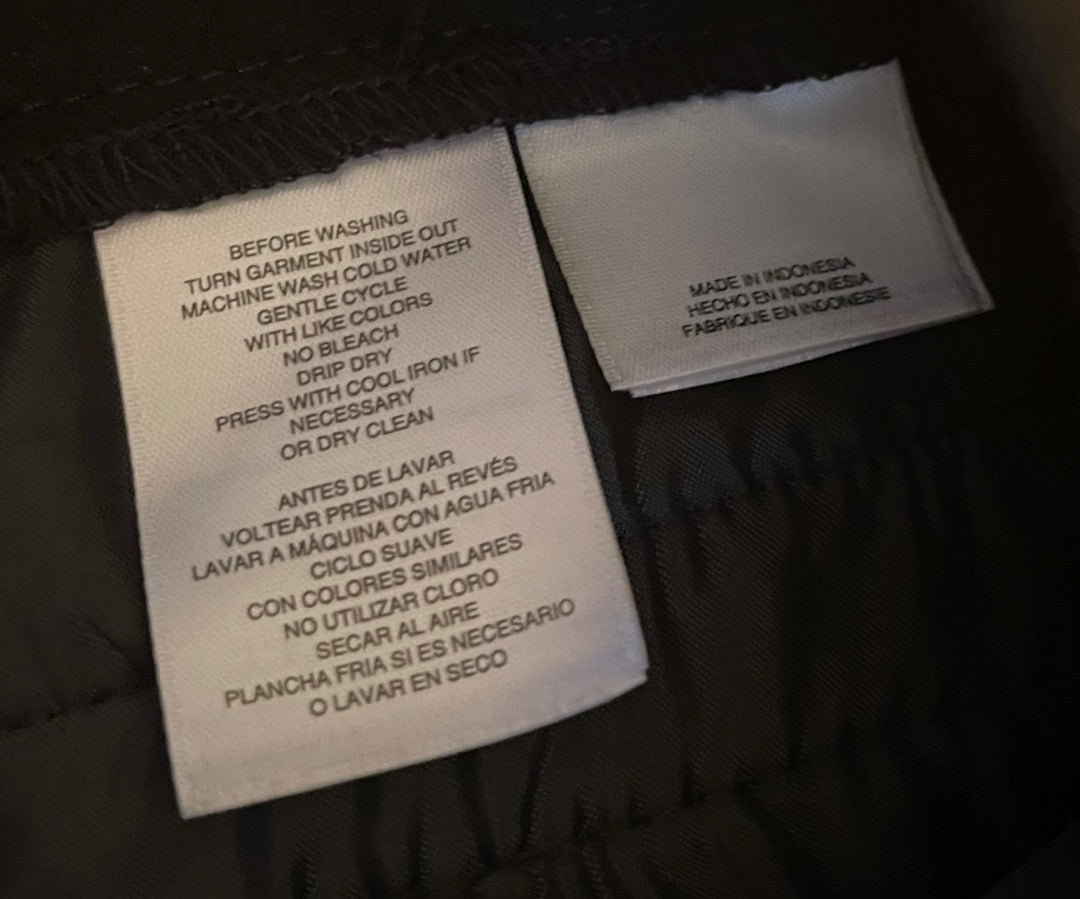 BEFORE WASHING
TURN GARMENT INSIDE OUT
MACHINE WASH COLD WATER
GENTLE CYCLE
WITH LIKE COLORS
NO BLEACH
DRIP DRY
PRESS WITH COOL IRON IF
NECESSARY
OR DRY CLEAN
ANTES DE LAVAR
VOLTEAR PRENDA AL REVÉS
LAVAR A MÁQUINA CON AGUA FRIA
CICLO SUAVE
CON COLORES SIMILARES
NO UTILIZAR CLORO
SECAR AL AIRE
PLANCHA FRIA SI ES NECESARIO
O LAVAR EN SECO
MADE IN INDONESIA
HECHO EN INDONESIA
FABRIQUE EN INDONESIE